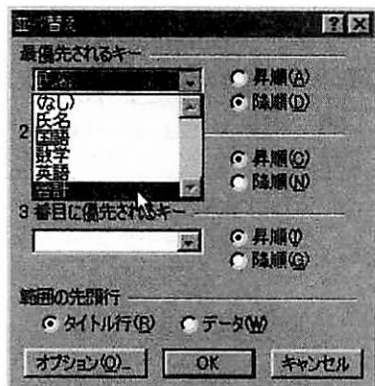 並べ替え
最優先されるキー
昇順(A)
降順(D)
(なし)
氏名
国語
数学
英語
合計
2
昇順(C)
降順(N)
3 番目に優先されるキー
昇順(I)
降順(G)
範囲の先頭行
タイトル行(R) データ(W)
オプション(O)... OK キャンセル